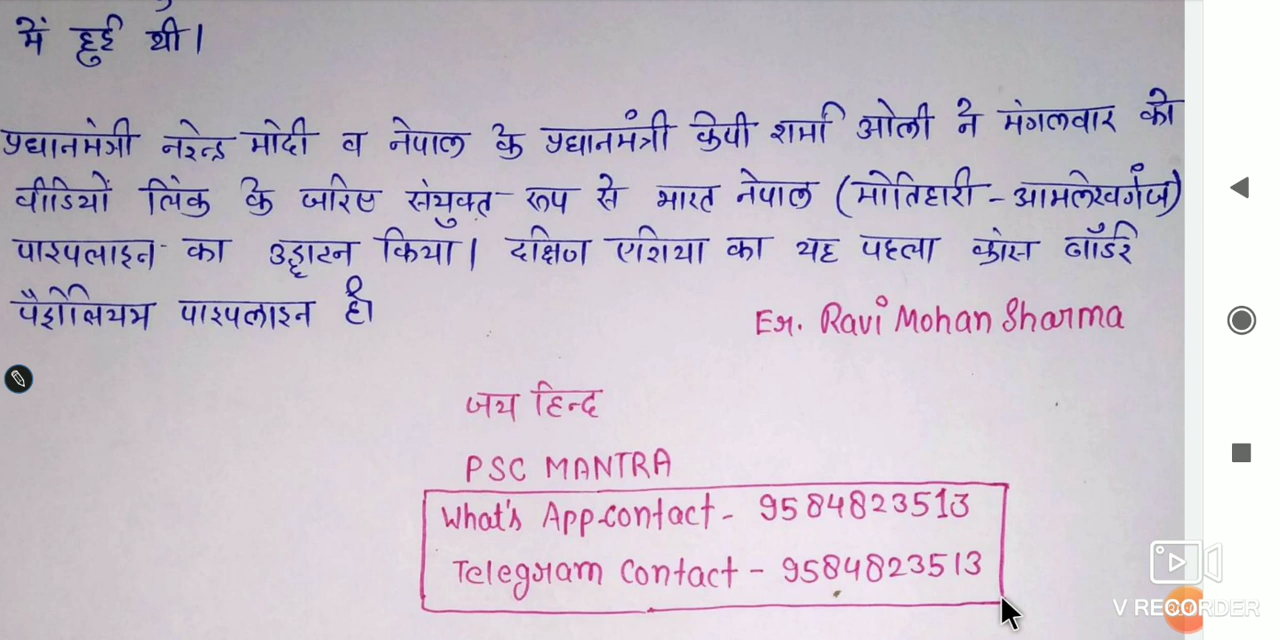 में हुई थी।
प्रधानमंत्री नरेन्द्र मोदी व नेपाल के प्रधानमंत्री केपी शर्मा ओली ने मंगलवार को
वीडियों लिंक के जरिए संयुक्त रूप से भारत नेपाल (मोतिहारी - आमलेखगंज)
पाइपलाइन का उद्घाटन किया। दक्षिण एशिया का यह पहला क्रोस बॉर्डर
पैट्रोलियम पाइपलाइन है।
Er. Ravi Mohan Sharma
जय हिन्द
PSC MANTRA
What's App-contact - 9584823513
Telegram Contact - 9584823513
V RECORDER